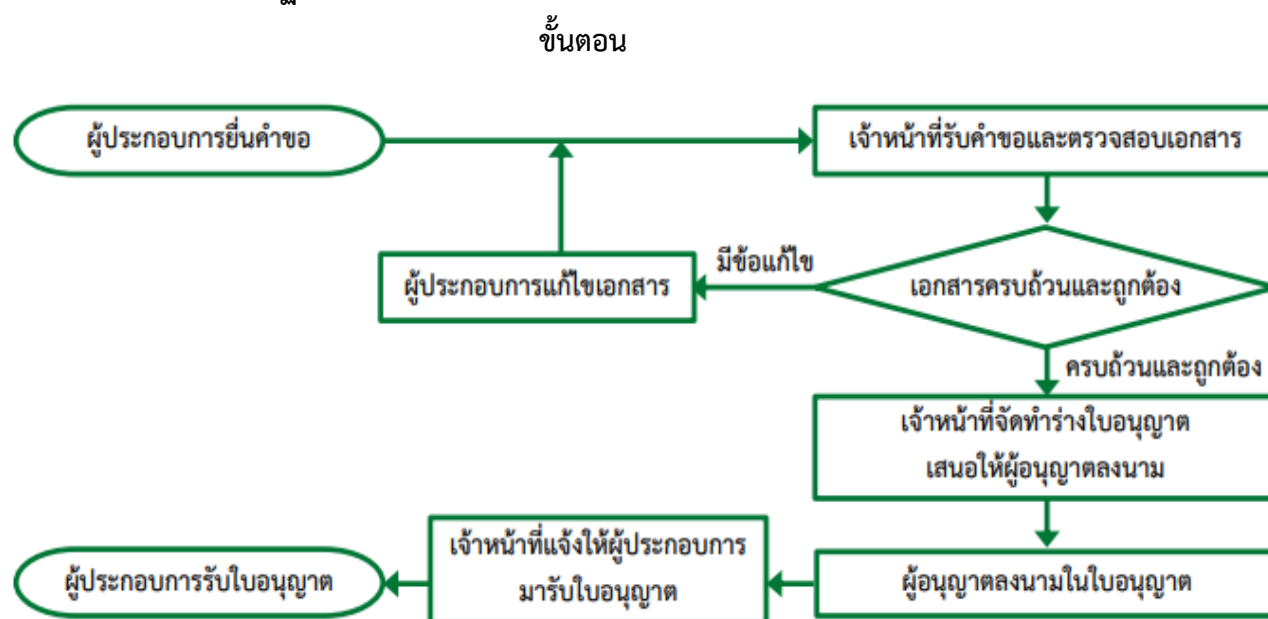 ขั้นตอน
ผู้ประกอบการยื่นคำขอ
เจ้าหน้าที่รับคำขอและตรวจสอบเอกสาร
มีข้อแก้ไข
ผู้ประกอบการแก้ไขเอกสาร
เอกสารครบถ้วนและถูกต้อง
ครบถ้วนและถูกต้อง
เจ้าหน้าที่จัดทำร่างใบอนุญาต
เสนอให้ผู้อนุญาตลงนาม
ผู้อนุญาตลงนามในใบอนุญาต
เจ้าหน้าที่แจ้งให้ผู้ประกอบการ
มารับใบอนุญาต
ผู้ประกอบการรับใบอนุญาต